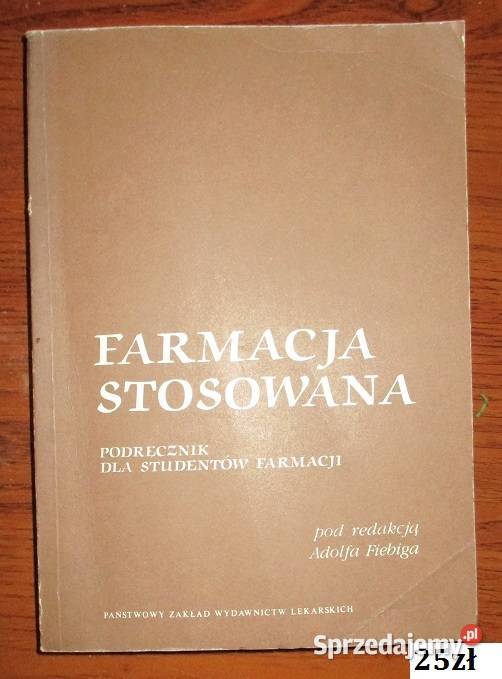 FARMACJA
STOSOWANA
PODRĘCZNIK
DLA STUDENTÓW FARMACJI
pod redakcją
Adolfa Fiebiga
PAŃSTWOWY ZAKŁAD WYDAWNICTW LEKARSKICH
Sprzedajemy.pl
25zł